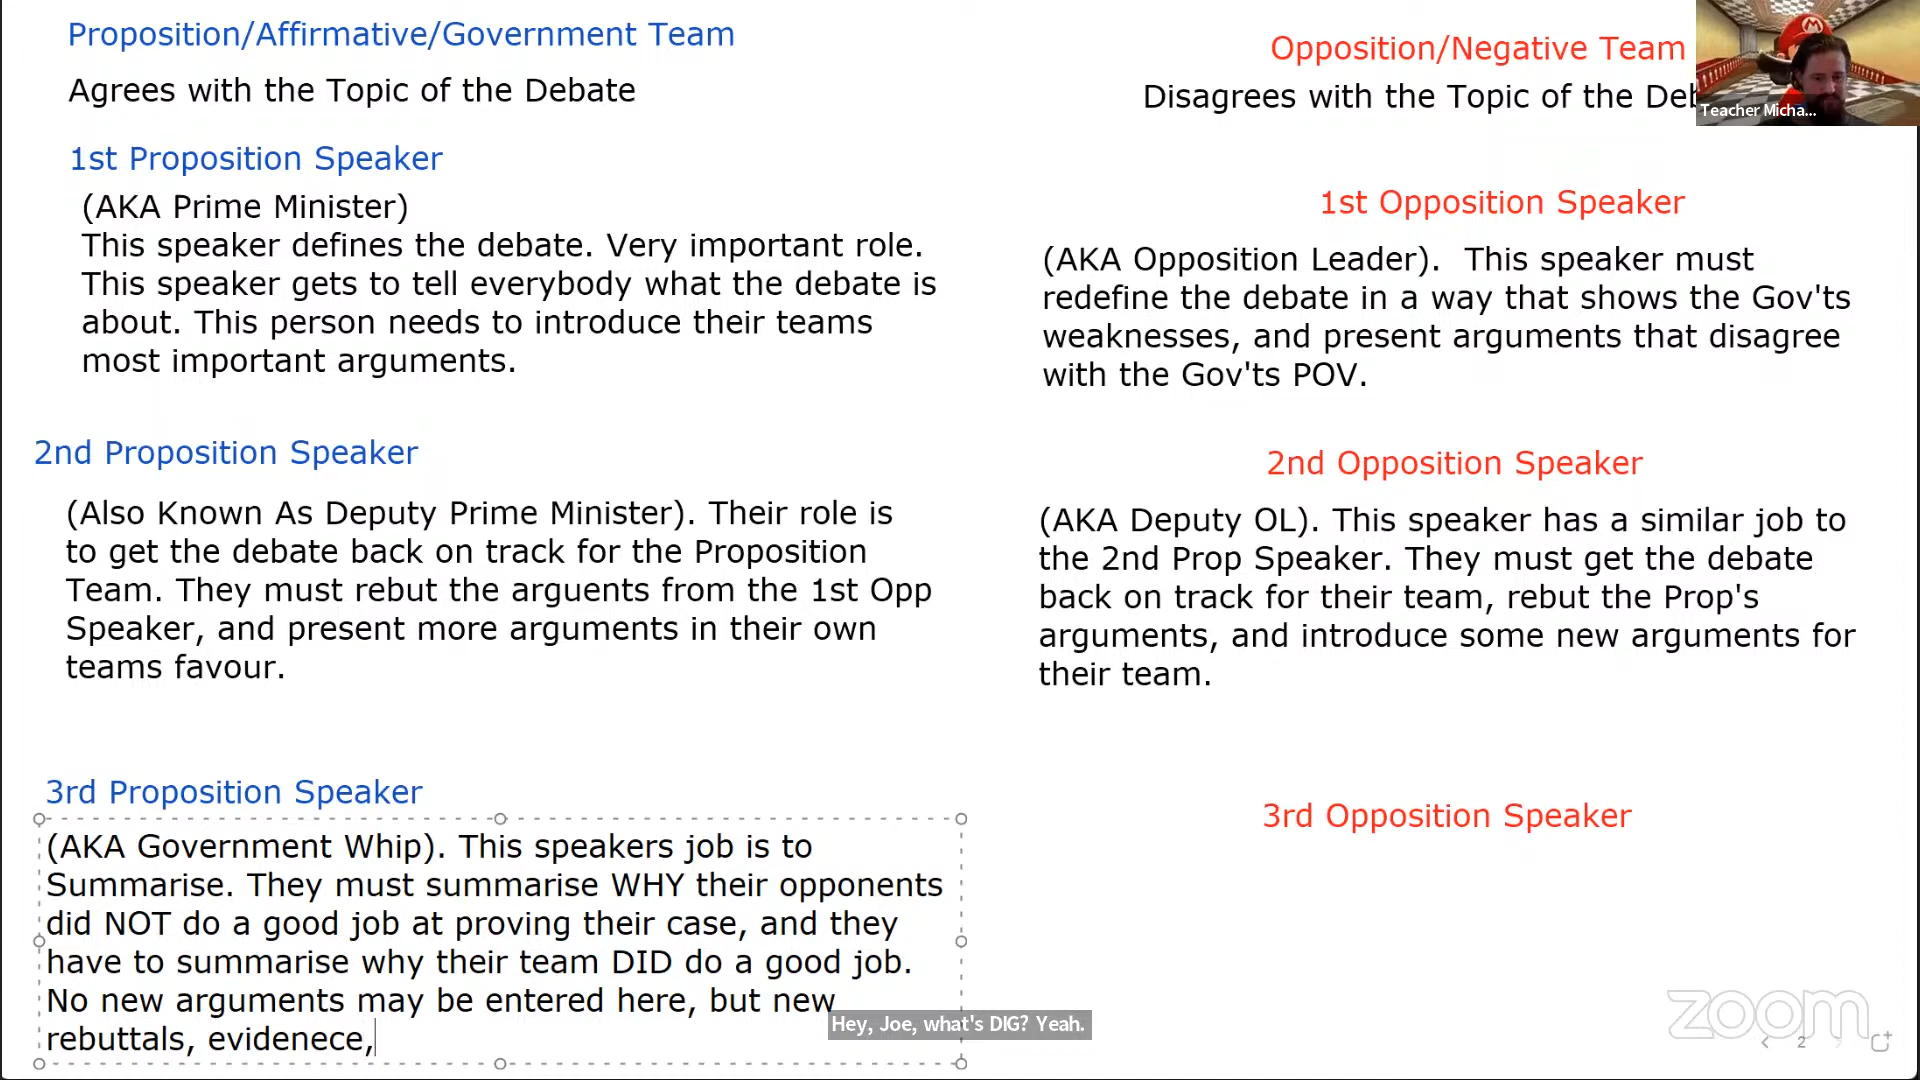 Proposition/Affirmative/Government Team
Agrees with the Topic of the Debate
1st Proposition Speaker
(AKA Prime Minister)
This speaker defines the debate. Very important role.
This speaker gets to tell everybody what the debate is
about. This person needs to introduce their teams
most important arguments.
2nd Proposition Speaker
(Also Known As Deputy Prime Minister). Their role is
to get the debate back on track for the Proposition
Team. They must rebut the arguents from the 1st Opp
Speaker, and present more arguments in their own
teams favour.
3rd Proposition Speaker
(AKA Government Whip). This speakers job is to
Summarise. They must summarise WHY their opponents
did NOT do a good job at proving their case, and they
have to summarise why their team DID do a good job.
No new arguments may be entered here, but new
rebuttals, evidenece,
Opposition/Negative Team
Disagrees with the Topic of the Deb
Teacher Micha...
1st Opposition Speaker
(AKA Opposition Leader).  This speaker must
redefine the debate in a way that shows the Gov'ts
weaknesses, and present arguments that disagree
with the Gov'ts POV.
2nd Opposition Speaker
(AKA Deputy OL). This speaker has a similar job to
the 2nd Prop Speaker. They must get the debate
back on track for their team, rebut the Prop's
arguments, and introduce some new arguments for
their team.
3rd Opposition Speaker
Hey, Joe, what's DIG? Yeah.
zoom
2